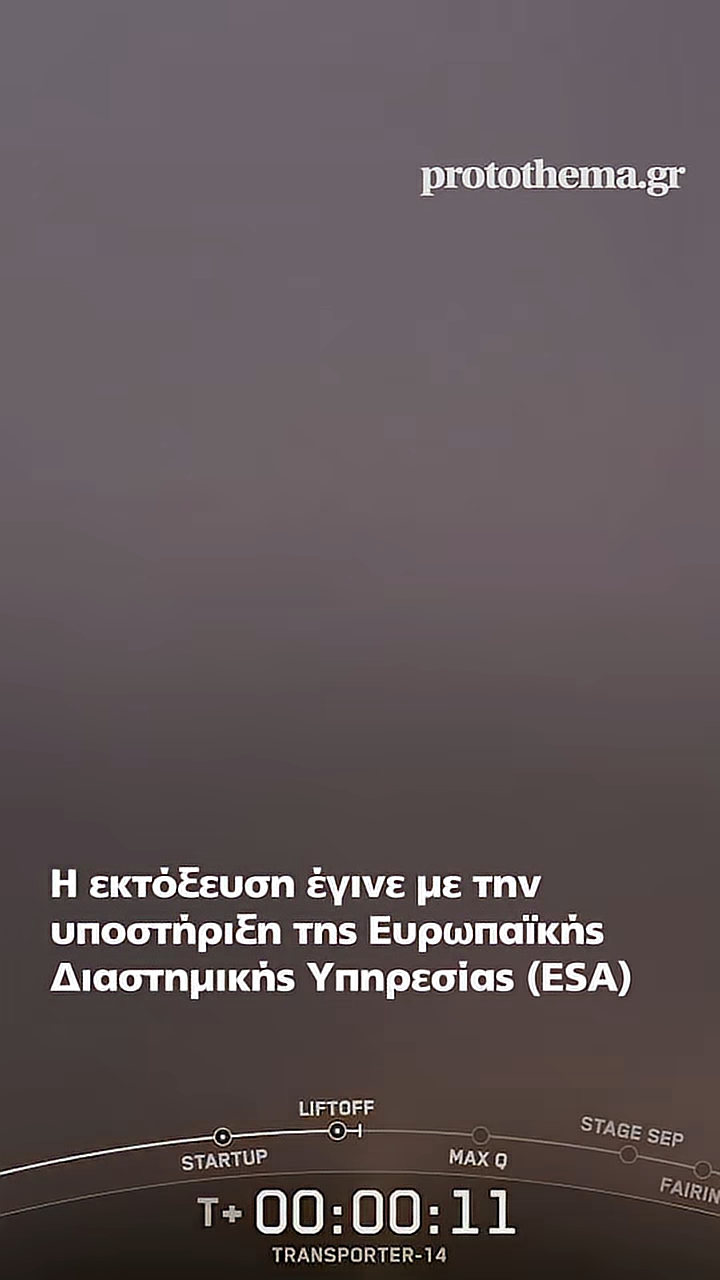 protothema.gr
Η εκτόξευση έγινε με την
υποστήριξη της Ευρωπαϊκής
Διαστημικής Υπηρεσίας (ESA)
LIFTOFF
STAGE SEP
STARTUP
MAX Q
FAIRIN
T+ 00:00:11
TRANSPORTER-14